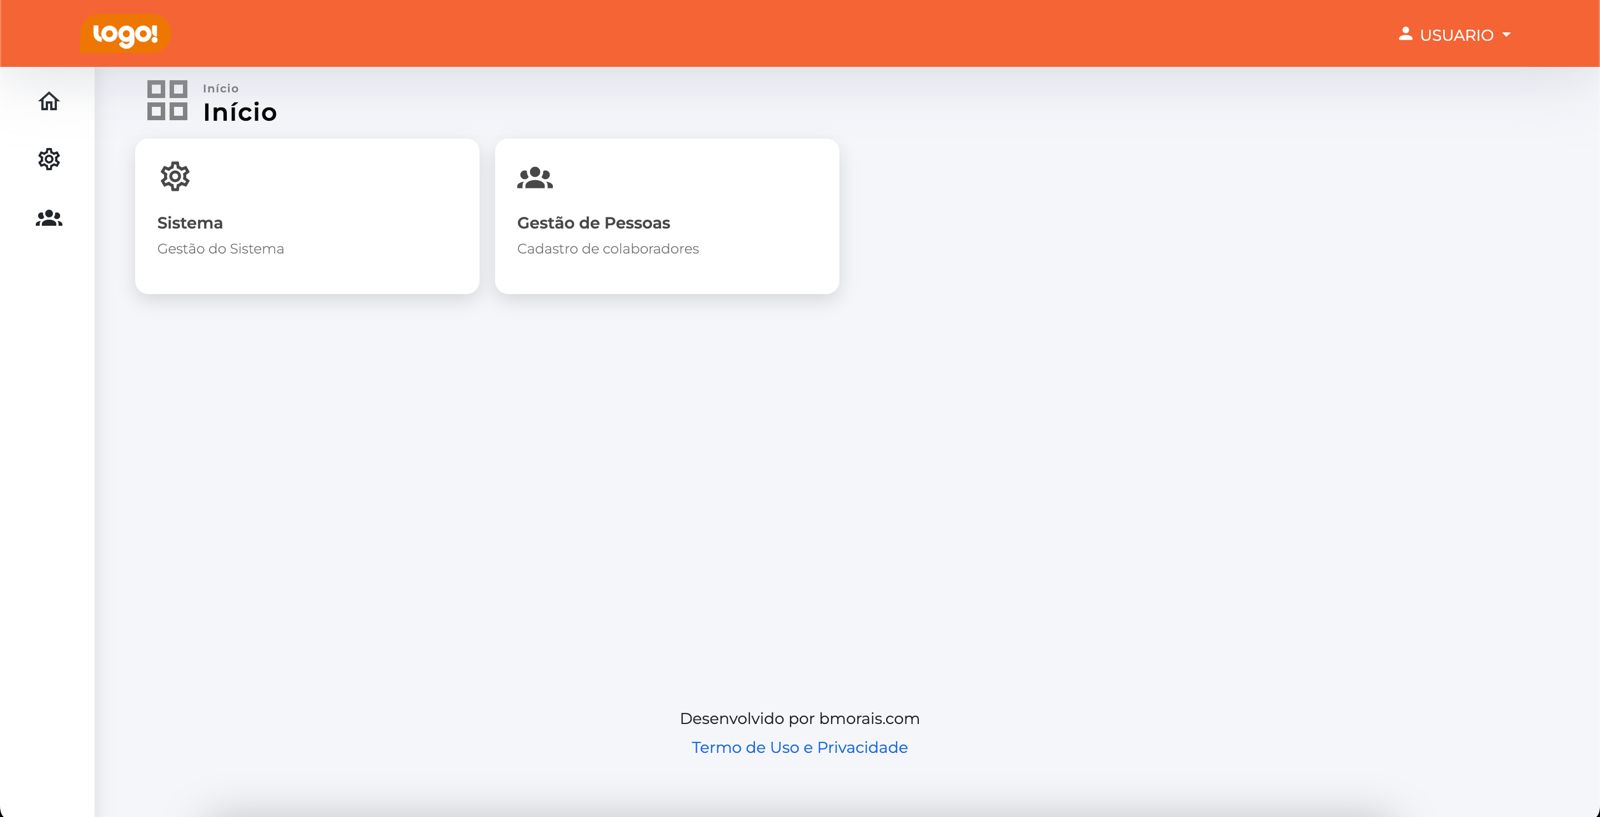 logo!
USUARIO
Início
Início
Sistema
Gestão do Sistema
Gestão de Pessoas
Cadastro de colaboradores
Desenvolvido por bmorais.com
Termo de Uso e Privacidade